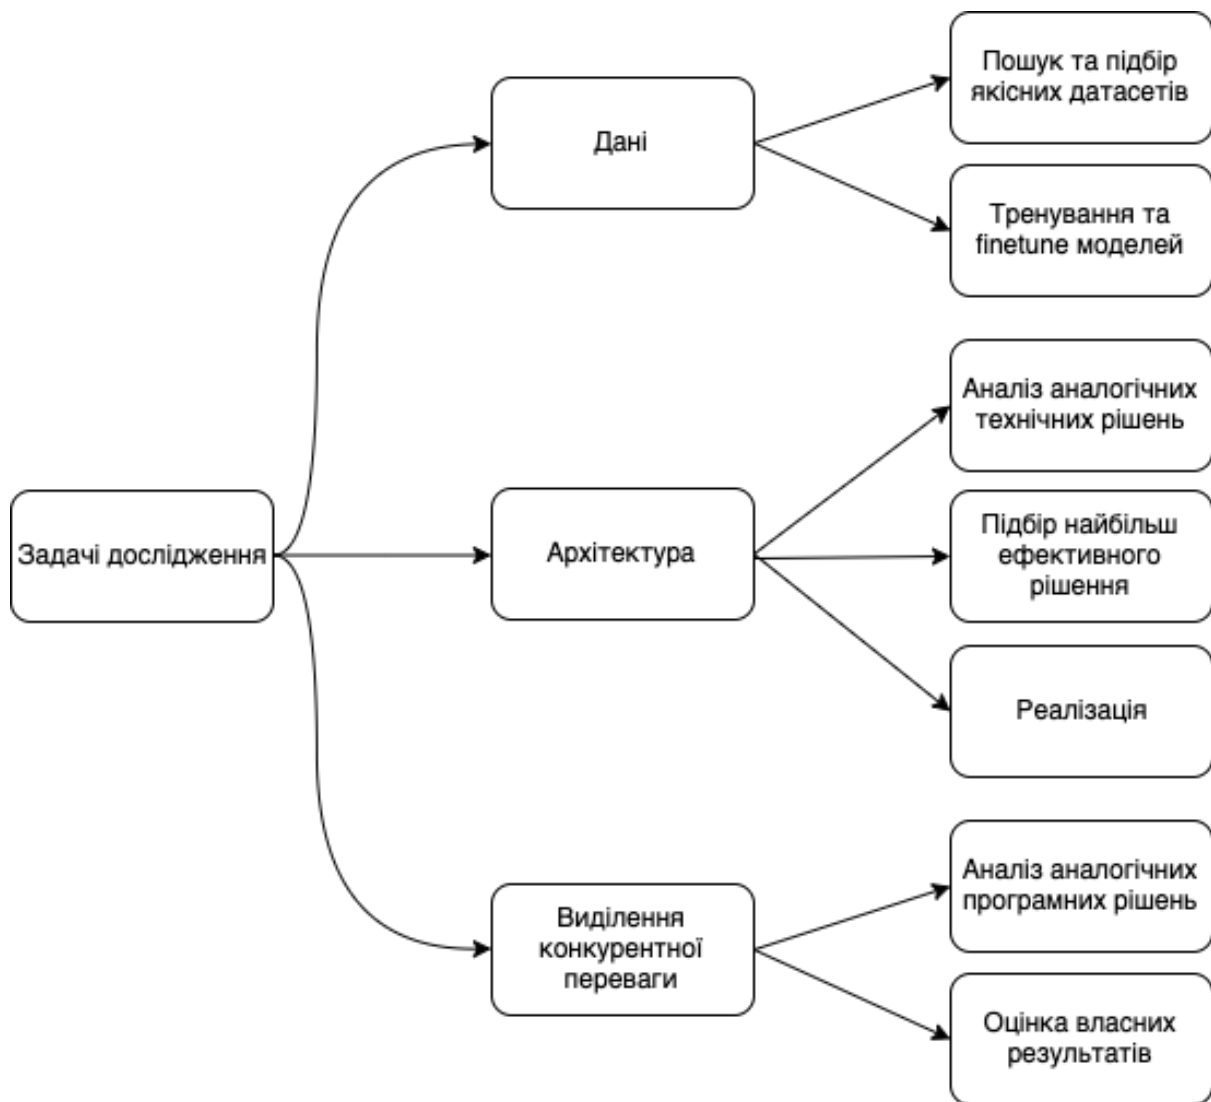 Задачі дослідження
Дані
Пошук та підбір
якісних датасетів
Тренування та
finetune моделей
Архітектура
Аналіз аналогічних
технічних рішень
Підбір найбільш
ефективного
рішення
Реалізація
Виділення
конкурентної
переваги
Аналіз аналогічних
програмних рішень
Оцінка власних
результатів